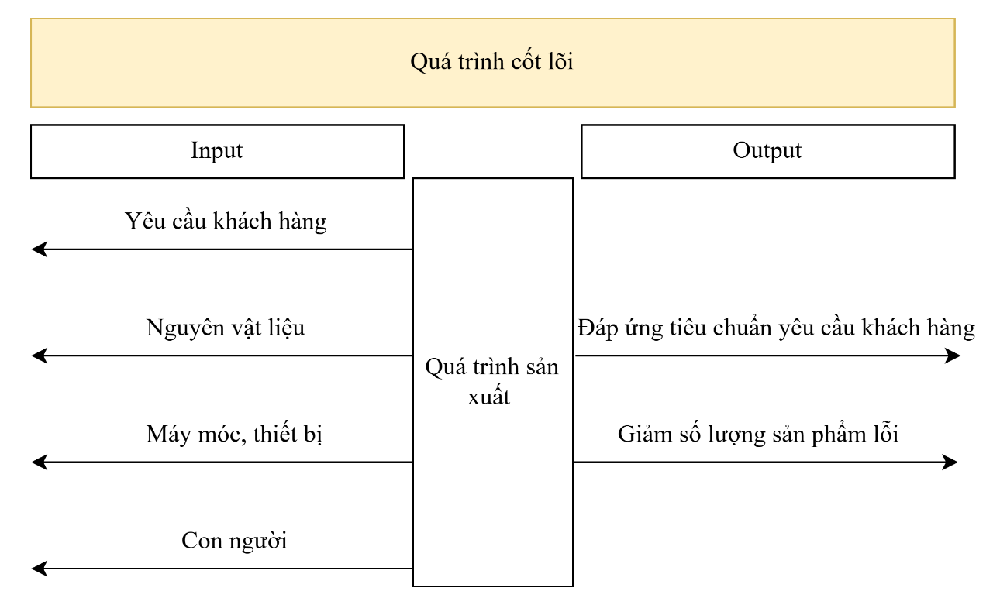 Quá trình cốt lõi
Input
Output
Yêu cầu khách hàng
Nguyên vật liệu
Đáp ứng tiêu chuẩn yêu cầu khách hàng
Quá trình sản
xuất
Máy móc, thiết bị
Giảm số lượng sản phẩm lỗi
Con người